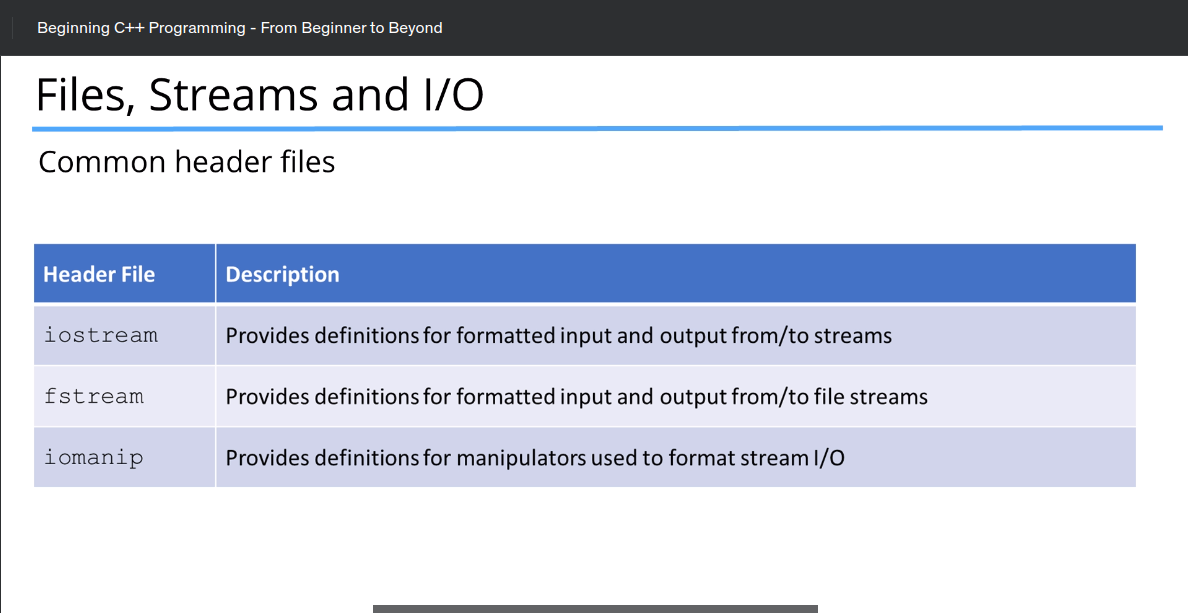 Beginning C++ Programming - From Beginner to Beyond
Files, Streams and I/O
Common header files
Header File Description
iostream Provides definitions for formatted input and output from/to streams
fstream Provides definitions for formatted input and output from/to file streams
iomanip Provides definitions for manipulators used to format stream I/O